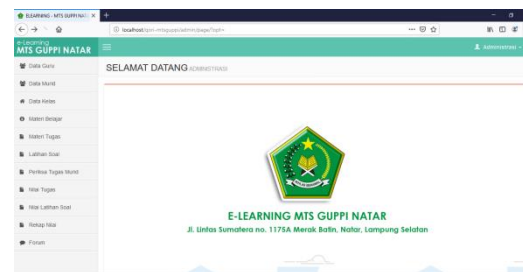 E-LEARNING - MTS GUPPI NAT
localhost/
e-Learning
MTS GUPPI NATAR
Administrasi
Data Guru
SELAMAT DATANG ADMINISTRASI
Data Murid
Data Kelas
Materi Belajar
Materi Tugas
Latihan Soal
Periksa Tugas Murid
Nilai Tugas
Nilai Latihan Soal
Rekap Nilai
Forum
E-LEARNING MTS GUPPI NATAR
Jl. Lintas Sumatera no. 1175A Merak Batin, Natar, Lampung Selatan